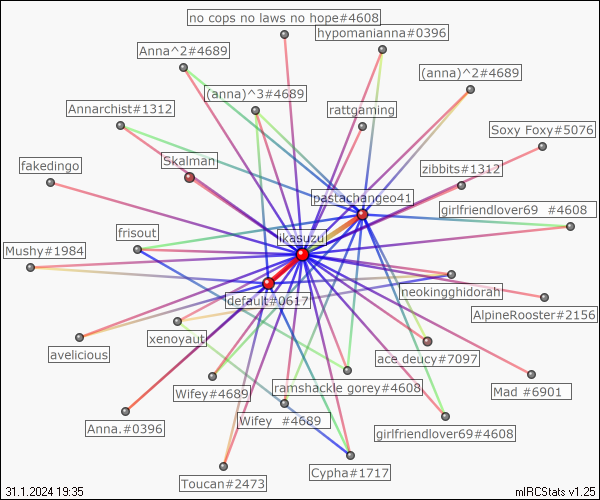 no cops no laws no hope#4608
hypomanianna#0396
Anna^2#4689
(anna)^2#4689
(anna)^3#4689
Annarchist#1312
rattgaming
Soxy Foxy#5076
Skalman
fakedingo
zibbits#1312
pastachangeo41
girlfriendlover69 #4608
frisout
ikasuzu
Mushy#1984
neokingghidorah
default#0617
AlpineRooster#2156
xenoyaut
avelicious
ace deucy#7097
Wifey#4689
ramshackle gorey#4608
Mad #6901
Wifey #4689
Anna.#0396
girlfriendlover69#4608
Cypha#1717
Toucan#2473
31.1.2024 19:35
mIRCStats v1.25